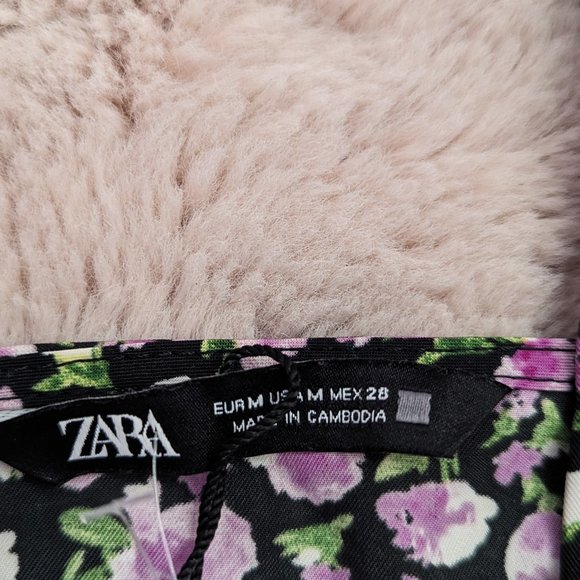 ZARA
EUR M USA M MEX 28
MADE IN CAMBODIA